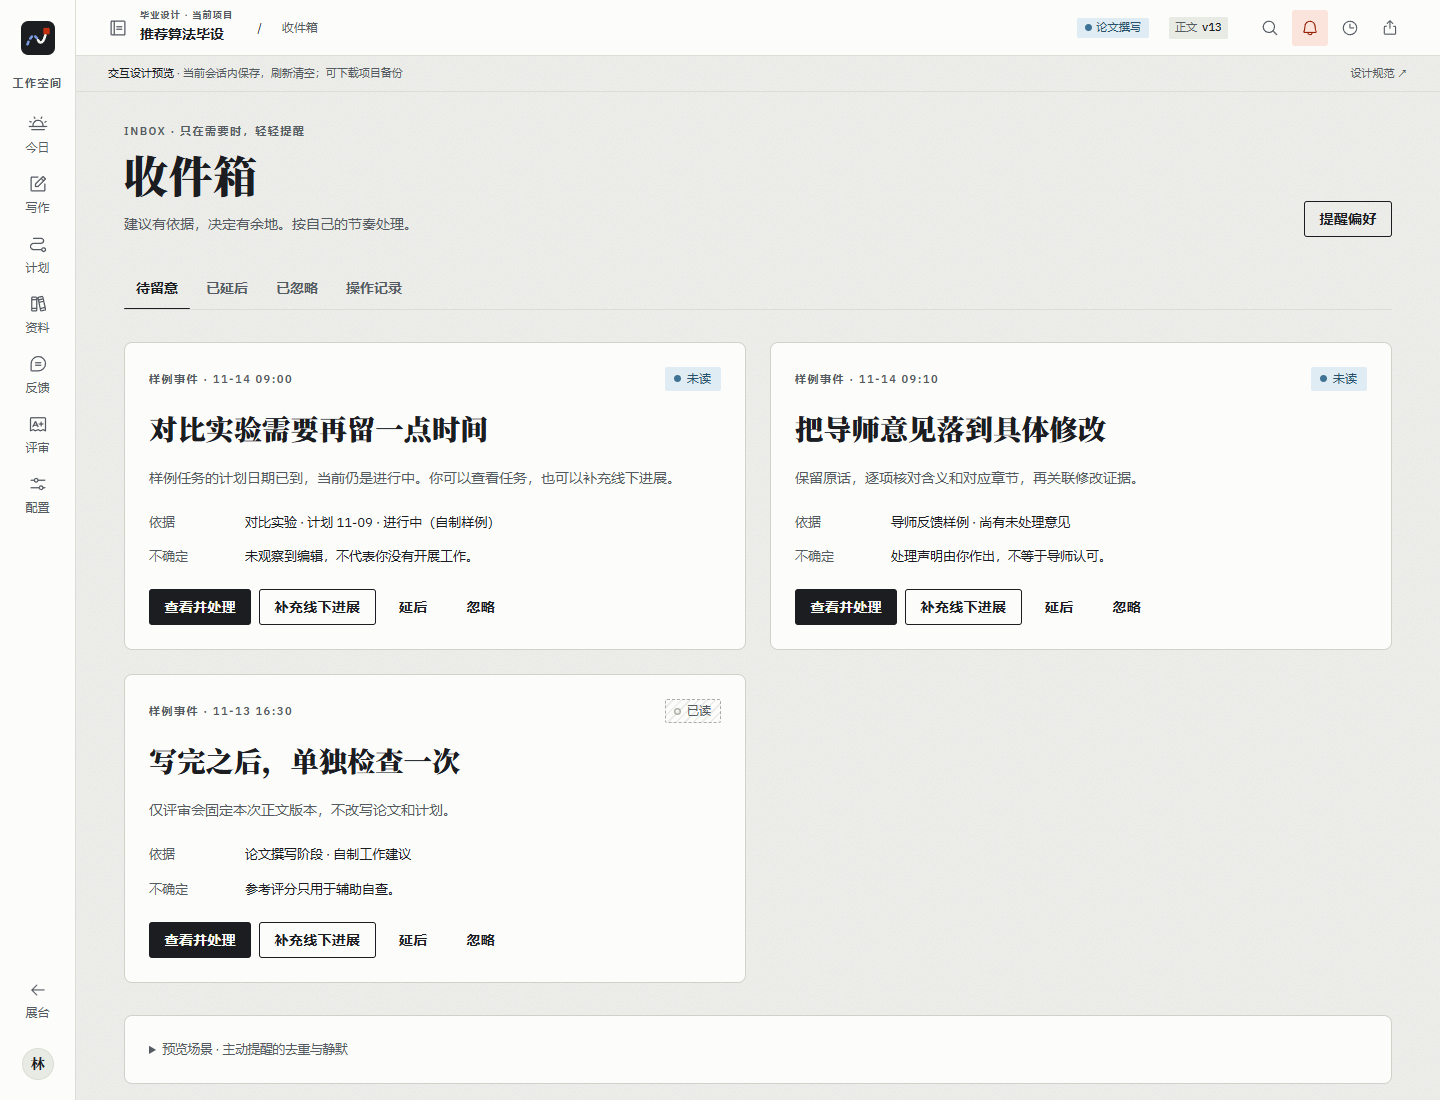 工作空间
今日
写作
计划
资料
反馈
评审
配置
展台
林
毕业设计 · 当前项目
推荐算法毕设
/ 收件箱
论文撰写
正文 v13
交互设计预览 · 当前会话内保存，刷新清空；可下载项目备份
设计规范 ↗
INBOX · 只在需要时，轻轻提醒
收件箱
建议有依据，决定有余地。按自己的节奏处理。
提醒偏好
待留意 已延后 已忽略 操作记录
样例事件 · 11-14 09:00
未读
对比实验需要再留一点时间
样例任务的计划日期已到，当前仍是进行中。你可以查看任务，也可以补充线下进展。
依据 对比实验 · 计划 11-09 · 进行中（自制样例）
不确定 未观察到编辑，不代表你没有开展工作。
查看并处理 补充线下进展 延后 忽略
样例事件 · 11-14 09:10
未读
把导师意见落到具体修改
保留原话，逐项核对含义和对应章节，再关联修改证据。
依据 导师反馈样例 · 尚有未处理意见
不确定 处理声明由你作出，不等于导师认可。
查看并处理 补充线下进展 延后 忽略
样例事件 · 11-13 16:30
已读
写完之后，单独检查一次
仅评审会固定本次正文版本，不改写论文和计划。
依据 论文撰写阶段 · 自制工作建议
不确定 参考评分只用于辅助自查。
查看并处理 补充线下进展 延后 忽略
▶ 预览场景 · 主动提醒的去重与静默